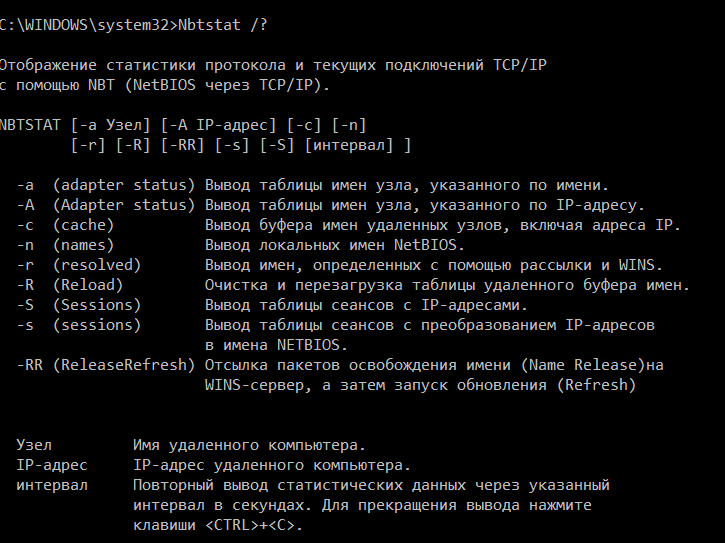 C:\WINDOWS\system32>Nbtstat /?
Отображение статистики протокола и текущих подключений TCP/IP
с помощью NBT (NetBIOS через TCP/IP).
NBTSTAT [-a Узел] [-A IP-адрес] [-c] [-n]
[-r] [-R] [-RR] [-s] [-S] [интервал] ]
-a (adapter status) Вывод таблицы имен узла, указанного по имени.
-A (Adapter status) Вывод таблицы имен узла, указанного по IP-адресу.
-c (cache) Вывод буфера имен удаленных узлов, включая адреса IP.
-n (names) Вывод локальных имен NetBIOS.
-r (resolved) Вывод имен, определенных с помощью рассылки и WINS.
-R (Reload) Очистка и перезагрузка таблицы удаленного буфера имен.
-S (Sessions) Вывод таблицы сеансов с IP-адресами.
-s (sessions) Вывод таблицы сеансов с преобразованием IP-адресов
в имена NETBIOS.
-RR (ReleaseRefresh) Отсылка пакетов освобождения имени (Name Release)на
WINS-сервер, а затем запуск обновления (Refresh)
Узел Имя удаленного компьютера.
IP-адрес IP-адрес удаленного компьютера.
интервал Повторный вывод статистических данных через указанный
интервал в секундах. Для прекращения вывода нажмите
клавиши <CTRL>+<C>.